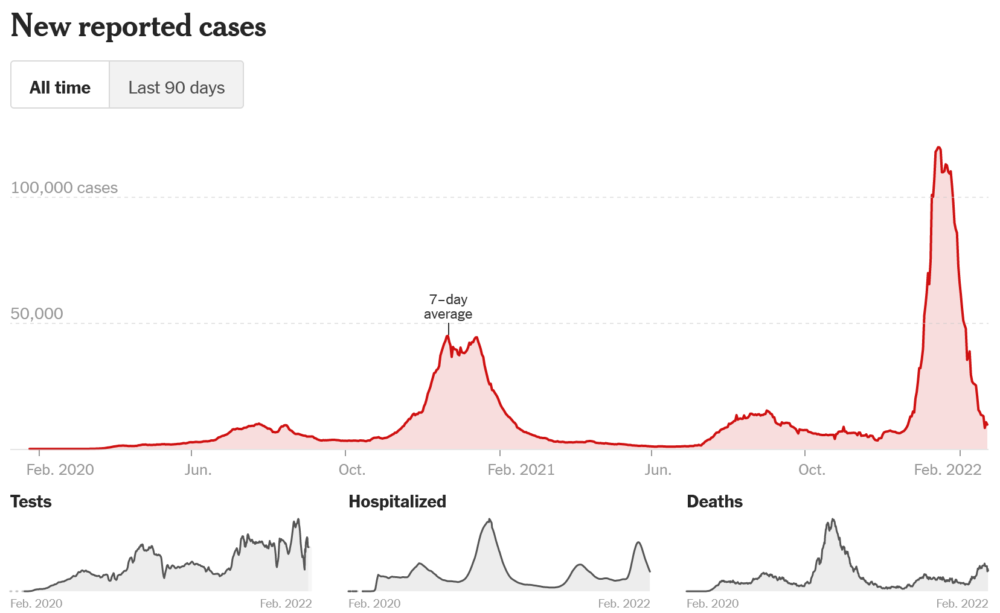 New reported cases
All time
Last 90 days
100,000 cases
50,000
7–day
average
Feb. 2020
Jun.
Oct.
Feb. 2021
Jun.
Oct.
Feb. 2022
Tests
Feb. 2020
Feb. 2022
Hospitalized
Feb. 2020
Feb. 2022
Deaths
Feb. 2020
Feb. 2022